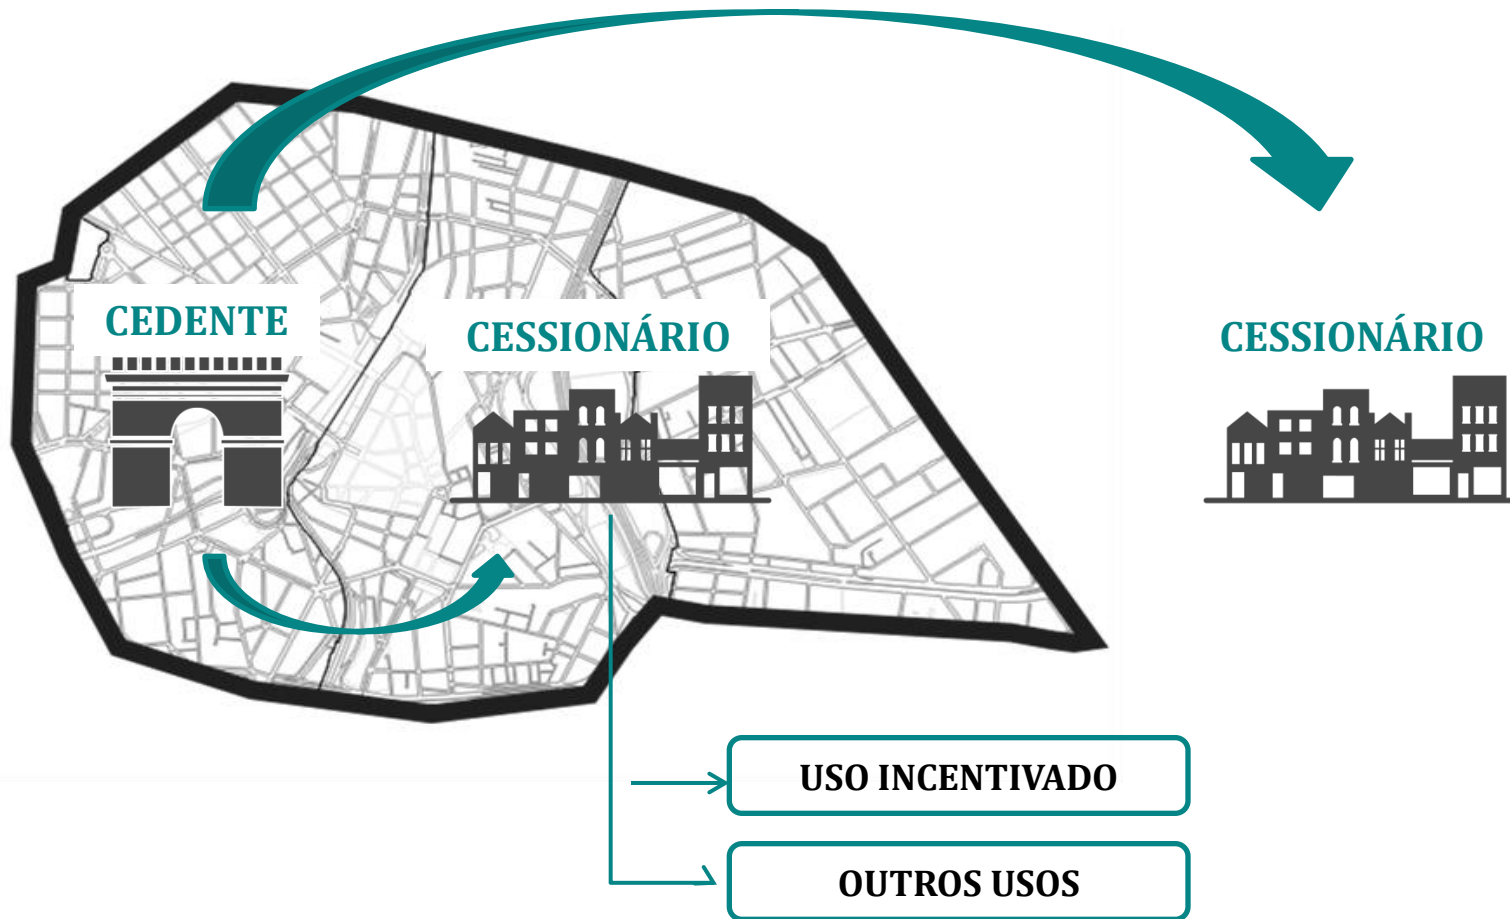 CEDENTE
CESSIONÁRIO
CESSIONÁRIO
USO INCENTIVADO
OUTROS USOS